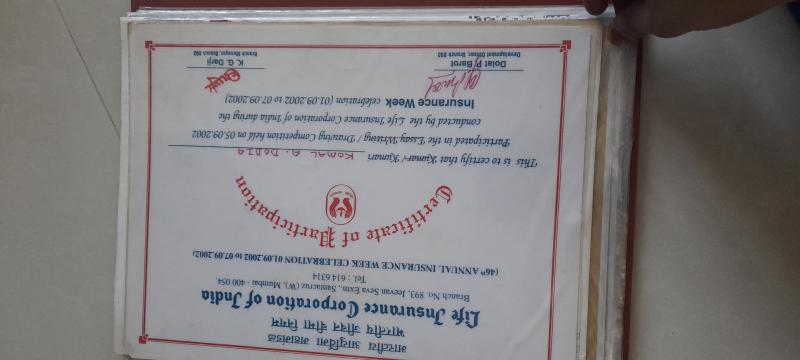 भारतीय आयुर्विमा महामंडळ
भारतीय जीवन बीमा निगम
Life Insurance Corporation of India
Branch No. 893, Jeevan Seva Extn., Santacruz (W), Mumbai - 400 054.
Tel. : 614 6314
(46th ANNUAL INSURANCE WEEK CELEBRATION 01.09.2002 to 07.09.2002)
Certificate of Participation
This is to certify that Kumar / Kumari KOMAL A. DODIA
Participated in the Essay Writing / Drawing Competition held on 05.09.2002
conducted by the Life Insurance Corporation of India during the
Insurance Week celebration (01.09.2002 to 07.09.2002)
Dolat P. Barot
Development Officer, Branch 893
K. G. Darji
Branch Manager, Branch 893